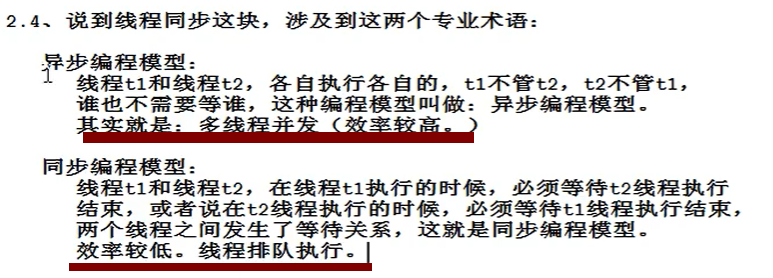 2.4、说到线程同步这块，涉及到这两个专业术语：
异步编程模型：
线程t1和线程t2，各自执行各自的，t1不管t2，t2不管t1，
谁也不需要等谁，这种编程模型叫做：异步编程模型。
其实就是：多线程并发（效率较高。）
同步编程模型：
线程t1和线程t2，在线程t1执行的时候，必须等待t2线程执行
结束，或者说在t2线程执行的时候，必须等待t1线程执行结束，
两个线程之间发生了等待关系，这就是同步编程模型。
效率较低。线程排队执行。